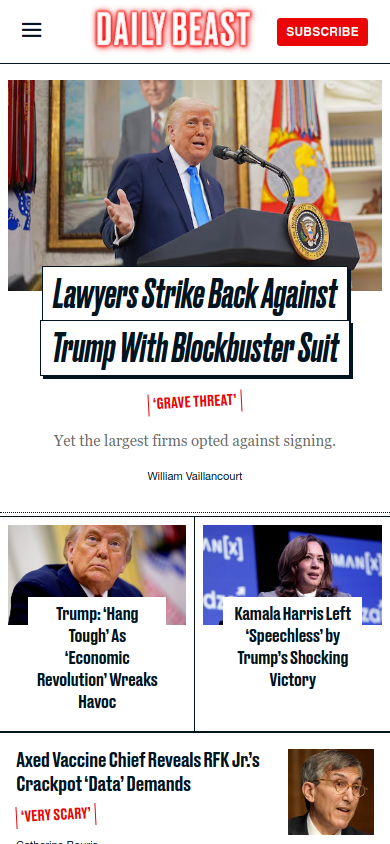 DAILY BEAST
SUBSCRIBE
Lawyers Strike Back Against
Trump With Blockbuster Suit
‘GRAVE THREAT’
Yet the largest firms opted against signing.
William Vaillancourt
Trump: ‘Hang
Tough’ As
‘Economic
Revolution’ Wreaks
Havoc
Kamala Harris Left
‘Speechless’ by
Trump’s Shocking
Victory
Axed Vaccine Chief Reveals RFK Jr.’s
Crackpot ‘Data’ Demands
‘VERY SCARY’